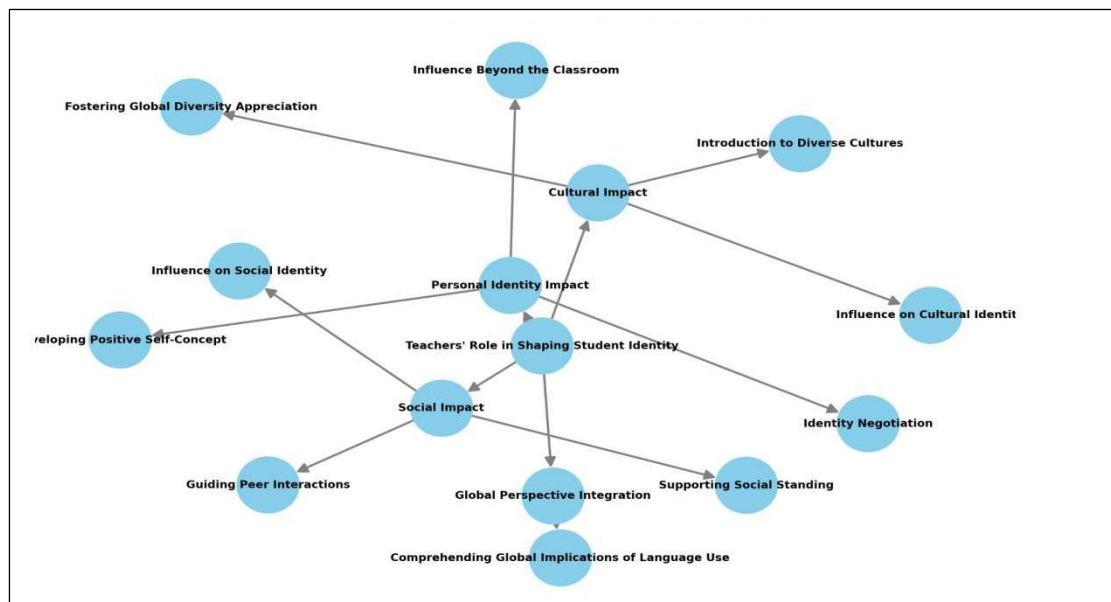 Influence Beyond the Classroom
Fostering Global Diversity Appreciation
Introduction to Diverse Cultures
Cultural Impact
Influence on Social Identity
Personal Identity Impact
Influence on Cultural Identit
veloping Positive Self-Concept
Teachers' Role in Shaping Student Identity
Social Impact
Identity Negotiation
Guiding Peer Interactions
Supporting Social Standing
Global Perspective Integration
Comprehending Global Implications of Language Use